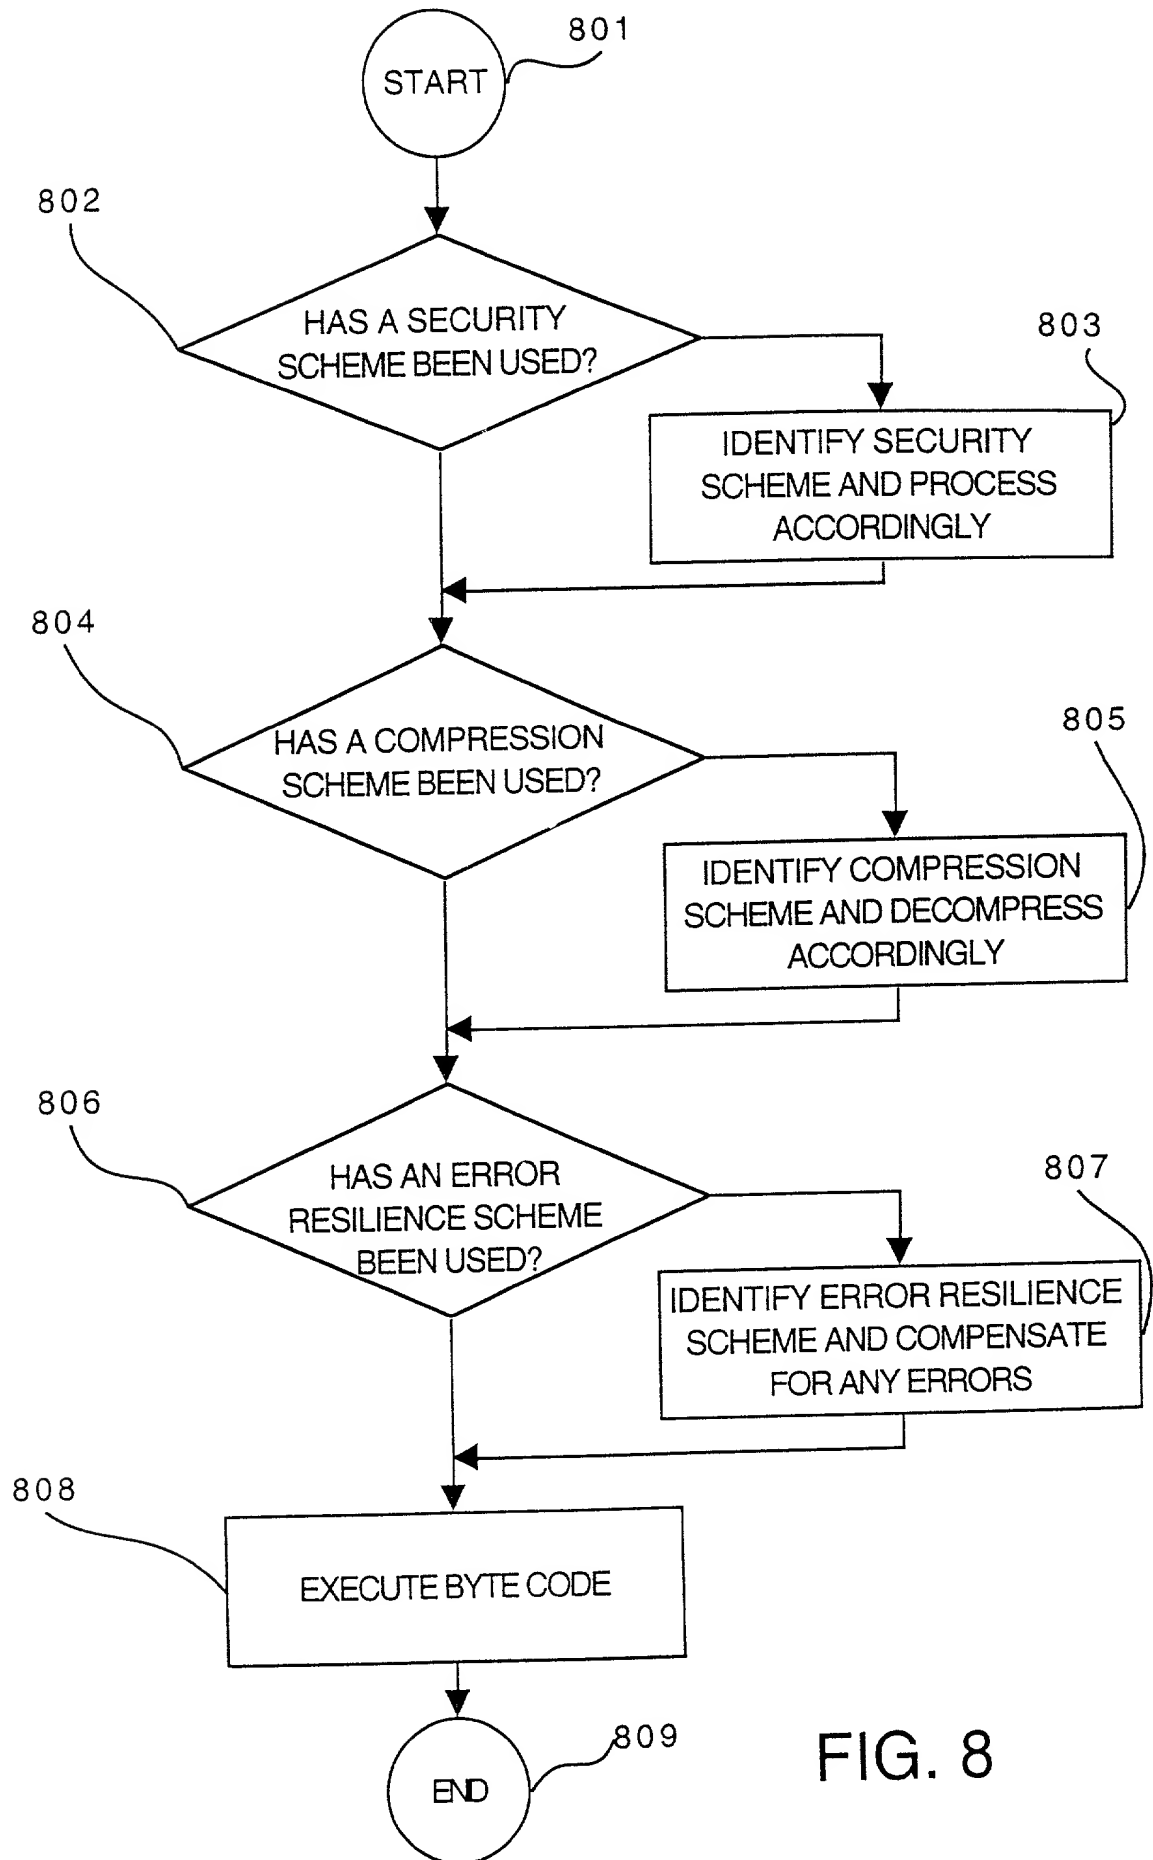 801
START
802
HAS A SECURITY
SCHEME BEEN USED?
803
IDENTIFY SECURITY
SCHEME AND PROCESS
ACCORDINGLY
804
HAS A COMPRESSION
SCHEME BEEN USED?
805
IDENTIFY COMPRESSION
SCHEME AND DECOMPRESS
ACCORDINGLY
806
HAS AN ERROR
RESILIENCE SCHEME
BEEN USED?
807
IDENTIFY ERROR RESILIENCE
SCHEME AND COMPENSATE
FOR ANY ERRORS
808
EXECUTE BYTE CODE
809
END
FIG. 8